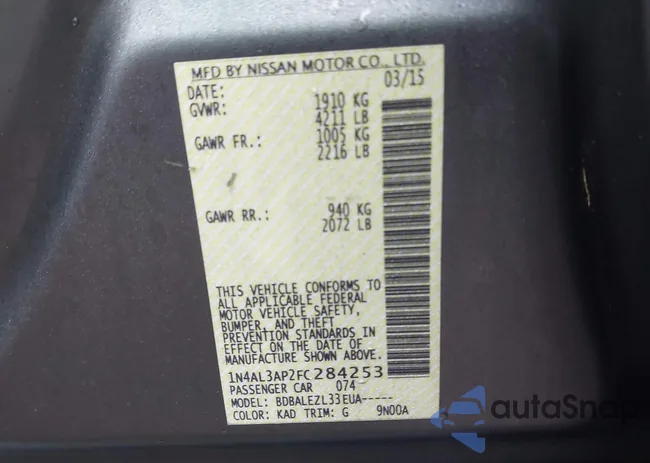 MFD BY NISSAN MOTOR CO., LTD.
DATE: 03/15
GVWR: 1910 KG
4211 LB
GAWR FR.: 1005 KG
2216 LB
GAWR RR.: 940 KG
2072 LB
THIS VEHICLE CONFORMS TO
ALL APPLICABLE FEDERAL
MOTOR VEHICLE SAFETY,
BUMPER, AND THEFT
PREVENTION STANDARDS IN
EFFECT ON THE DATE OF
MANUFACTURE SHOWN ABOVE.
1N4AL3AP2FC284253
PASSENGER CAR 074
MODEL: BDBALEZL33EUA-----
COLOR: KAD TRIM: G 9N00A
autoSnap